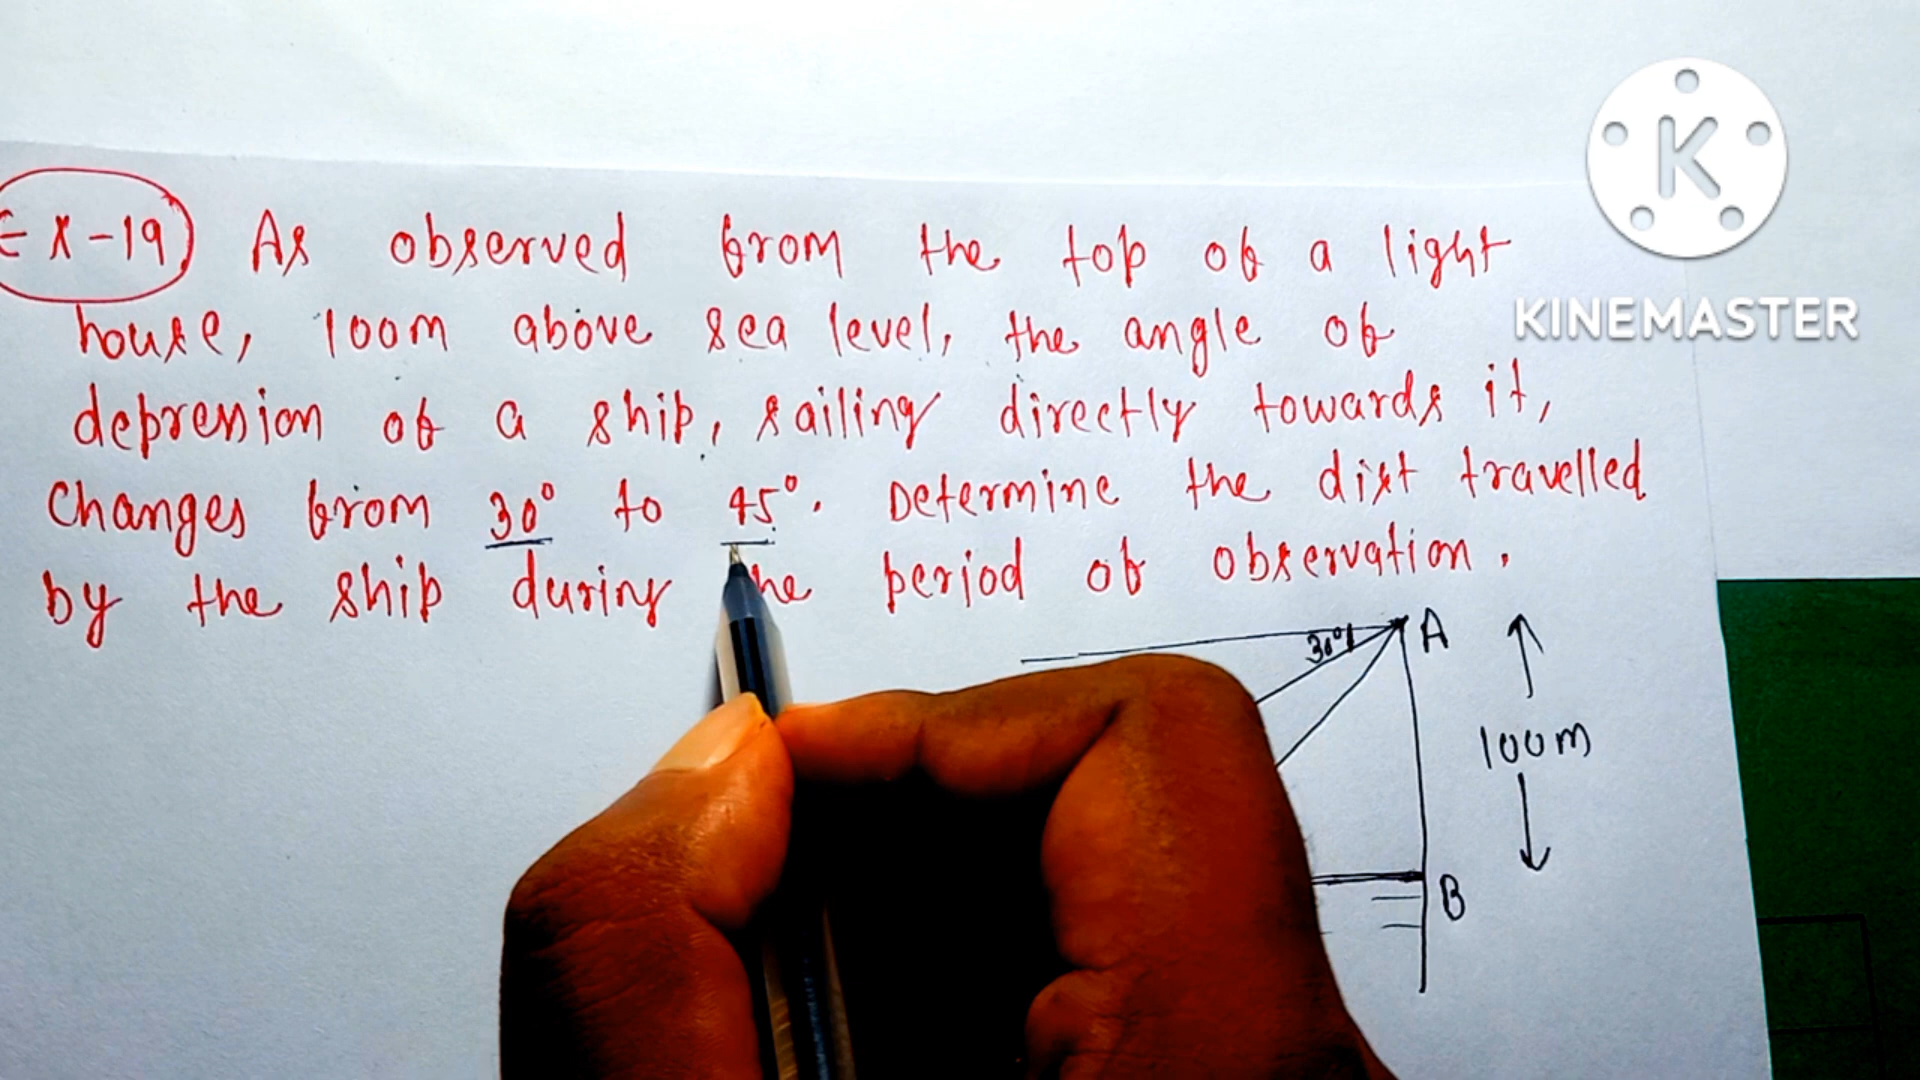 EX-19 As observed from the top of a light
house, 100m above sea level, the angle of
depression of a ship, sailing directly towards it,
changes from 30° to 45°. Determine the dist travelled
by the ship during the period of observation.
K
KINEMASTER
30°
A
100m
B